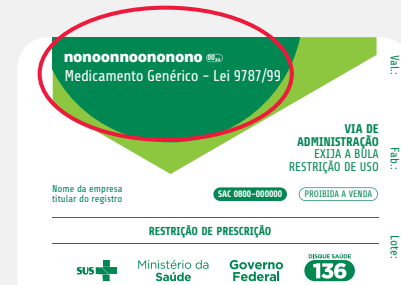 nonoonnoononono
Medicamento Genérico - Lei 9787/99
VIA DE
ADMINISTRAÇÃO
EXIJA A BULA
RESTRIÇÃO DE USO
Nome da empresa
titular do registro
SAC 0800-000000
PROIBIDA A VENDA
RESTRIÇÃO DE PRESCRIÇÃO
SUS
Ministério da
Saúde
Governo
Federal
DISQUE SAÚDE
136
Val.:
Fab.:
Lote: